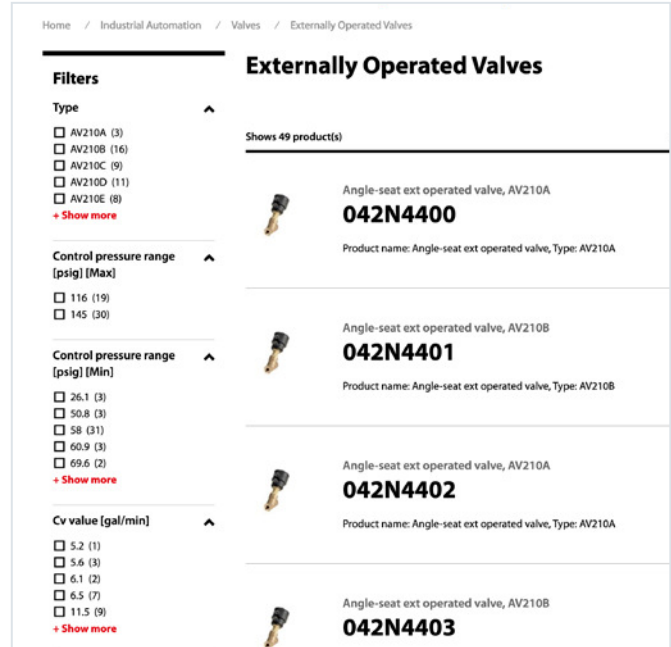 Home / Industrial Automation / Valves / Externally Operated Valves
Filters
Type
AV210A (3)
AV210B (16)
AV210C (9)
AV210D (11)
AV210E (8)
+ Show more
Control pressure range
[psig] [Max]
116 (19)
145 (30)
Control pressure range
[psig] [Min]
26.1 (3)
50.8 (3)
58 (31)
60.9 (3)
69.6 (2)
+ Show more
Cv value [gal/min]
5.2 (1)
5.6 (3)
6.1 (2)
6.5 (7)
11.5 (9)
+ Show more
Externally Operated Valves
Shows 49 product(s)
Angle-seat ext operated valve, AV210A
042N4400
Product name: Angle-seat ext operated valve, Type: AV210A
Angle-seat ext operated valve, AV210B
042N4401
Product name: Angle-seat ext operated valve, Type: AV210B
Angle-seat ext operated valve, AV210A
042N4402
Product name: Angle-seat ext operated valve, Type: AV210A
Angle-seat ext operated valve, AV210B
042N4403